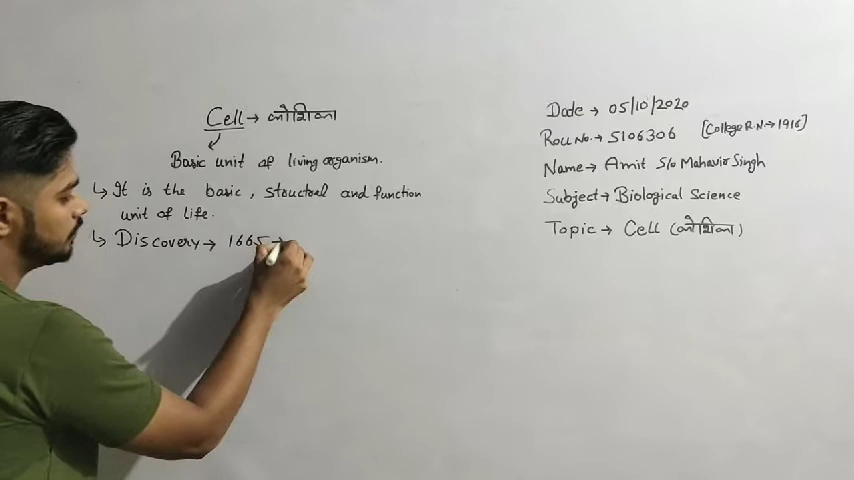 Cell → कोशिका
Basic unit of living organism.
↳ It is the basic, structural and function
unit of life.
↳ Discovery → 1665 →
Date → 05/10/2020
Roll No. → 5106306 [College R.N. → 1916]
Name → Amit S/o Mahavir Singh
Subject → Biological Science
Topic → Cell (कोशिका)